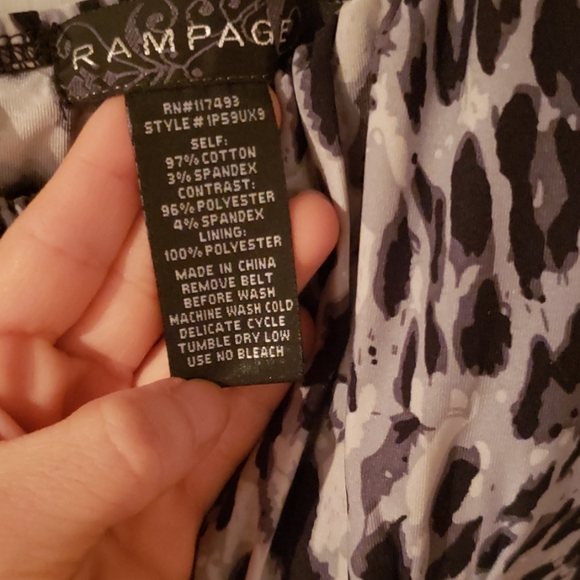 RAMPAGE
RN#117493
STYLE#1P59UX9
SELF:
97% COTTON
3% SPANDEX
CONTRAST:
96% POLYESTER
4% SPANDEX
LINING:
100% POLYESTER
MADE IN CHINA
REMOVE BELT
BEFORE WASH
MACHINE WASH COLD
DELICATE CYCLE
TUMBLE DRY LOW
USE NO BLEACH